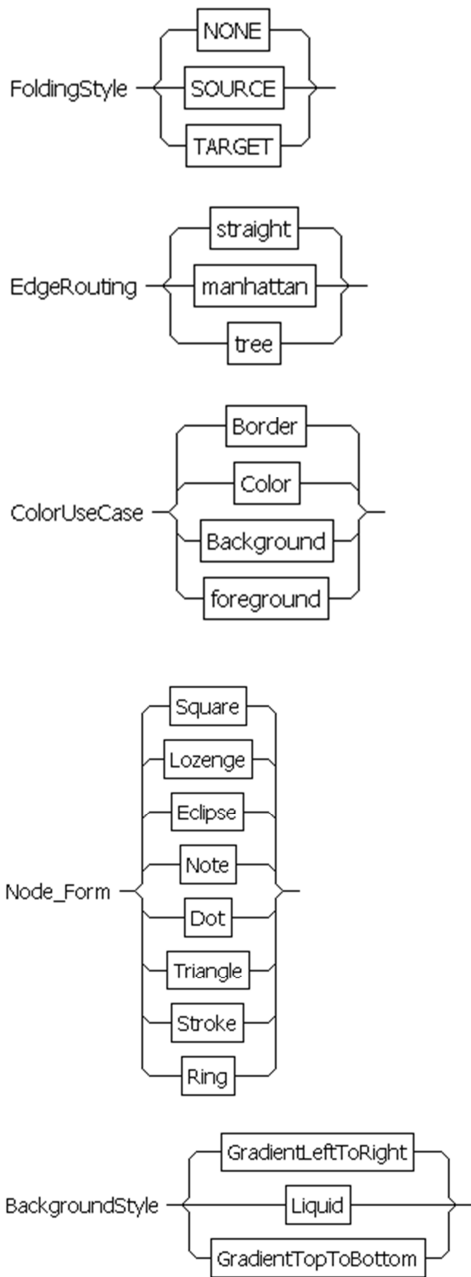 NONE
FoldingStyle SOURCE
TARGET
straight
EdgeRouting manhattan
tree
Border
Color
ColorUseCase
Background
foreground
Square
Lozenge
Eclipse
Note
Node_Form
Dot
Triangle
Stroke
Ring
GradientLeftToRight
BackgroundStyle Liquid
GradientTopToBottom